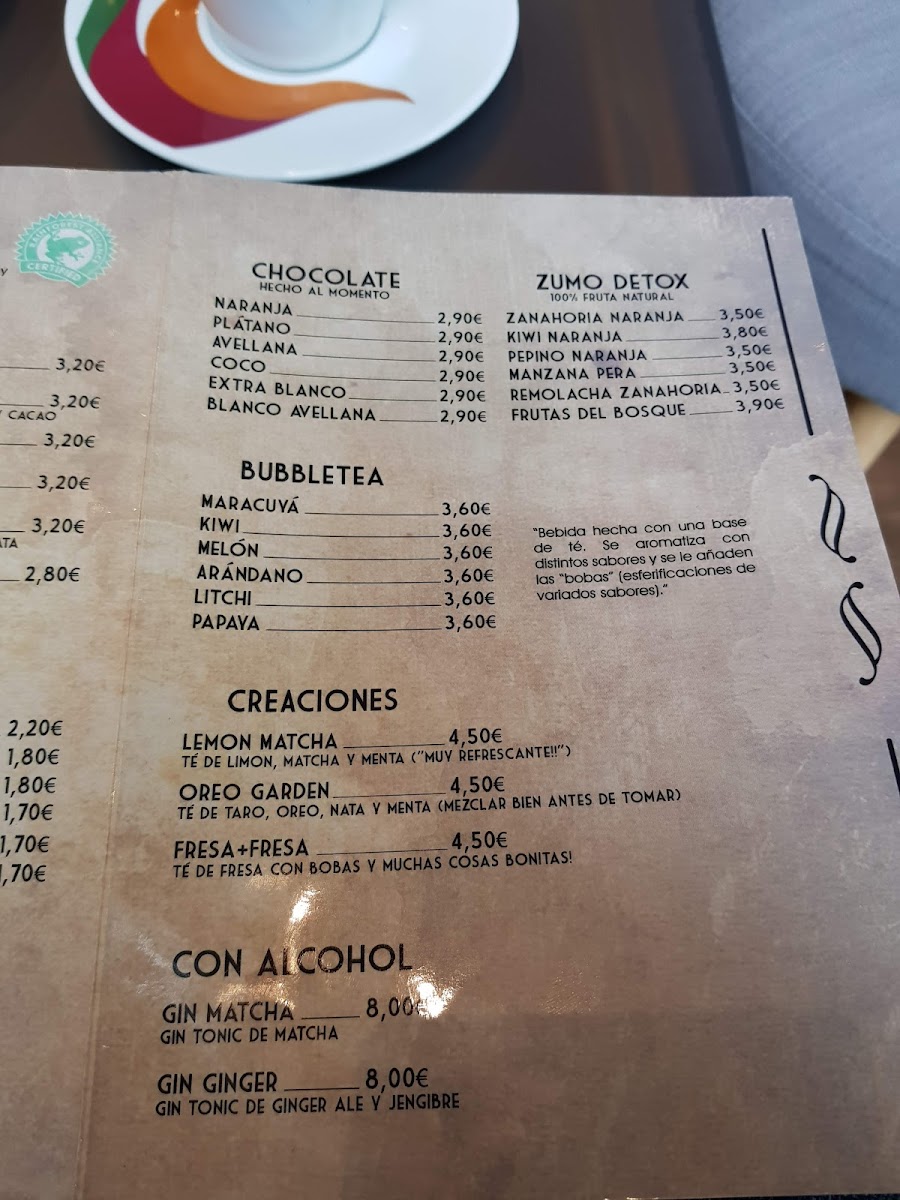 RAINFOREST ALLIANCE
CERTIFIED
y
3,20€
3,20€
Y CACAO
3,20€
3,20€
3,20€
ATA
2,80€
2,20€
1,80€
1,80€
1,70€
1,70€
1,70€
CHOCOLATE
HECHO AL MOMENTO
NARANJA 2,90€
PLÁTANO 2,90€
AVELLANA 2,90€
COCO 2,90€
EXTRA BLANCO 2,90€
BLANCO AVELLANA 2,90€
ZUMO DETOX
100% FRUTA NATURAL
ZANAHORIA NARANJA 3,50€
KIWI NARANJA 3,80€
PEPINO NARANJA 3,50€
MANZANA PERA 3,50€
REMOLACHA ZANAHORIA 3,50€
FRUTAS DEL BOSQUE 3,90€
BUBBLETEA
MARACUYÁ 3,60€
KIWI 3,60€
MELÓN 3,60€
ARÁNDANO 3,60€
LITCHI 3,60€
PAPAYA 3,60€
"Bebida hecha con una base
de té. Se aromatiza con
distintos sabores y se le añaden
las "bobas" (esferificaciones de
variados sabores)."
CREACIONES
LEMON MATCHA 4,50€
TÉ DE LIMON, MATCHA Y MENTA ("MUY REFRESCANTE!!")
OREO GARDEN 4,50€
TÉ DE TARO, OREO, NATA Y MENTA (MEZCLAR BIEN ANTES DE TOMAR)
FRESA+FRESA 4,50€
TÉ DE FRESA CON BOBAS Y MUCHAS COSAS BONITAS!
CON ALCOHOL
GIN MATCHA 8,00€
GIN TONIC DE MATCHA
GIN GINGER 8,00€
GIN TONIC DE GINGER ALE Y JENGIBRE